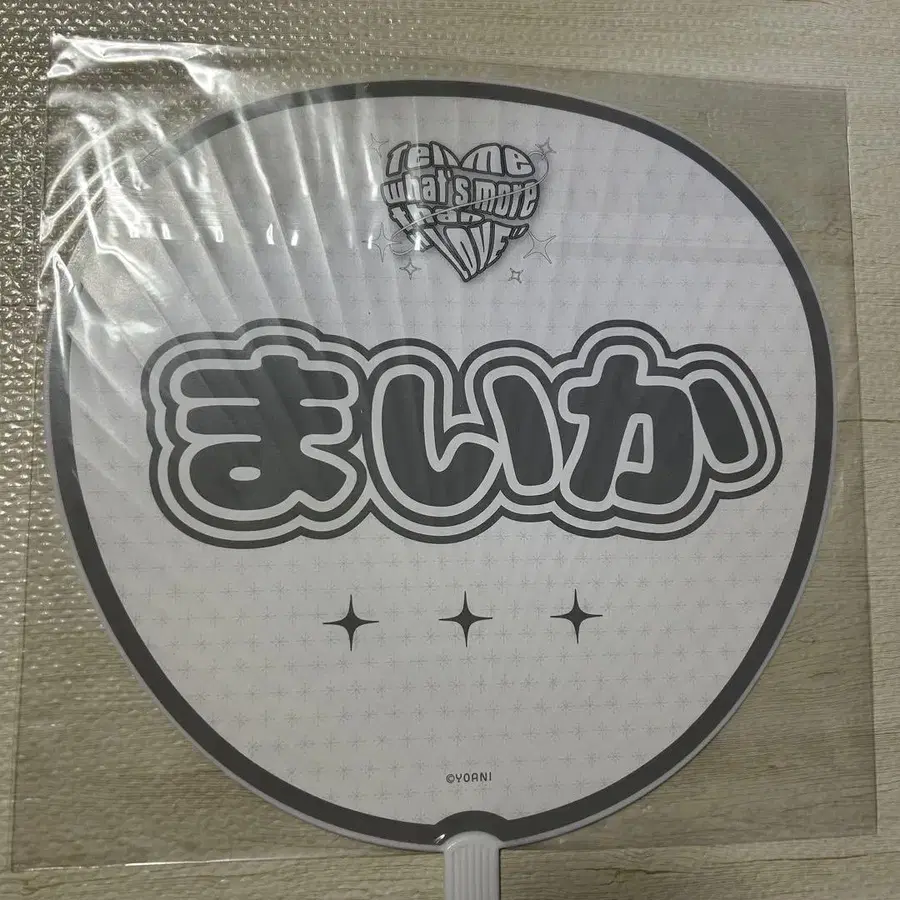 Tell me
what's more
than
"LOVE"
まいか
©YOANI